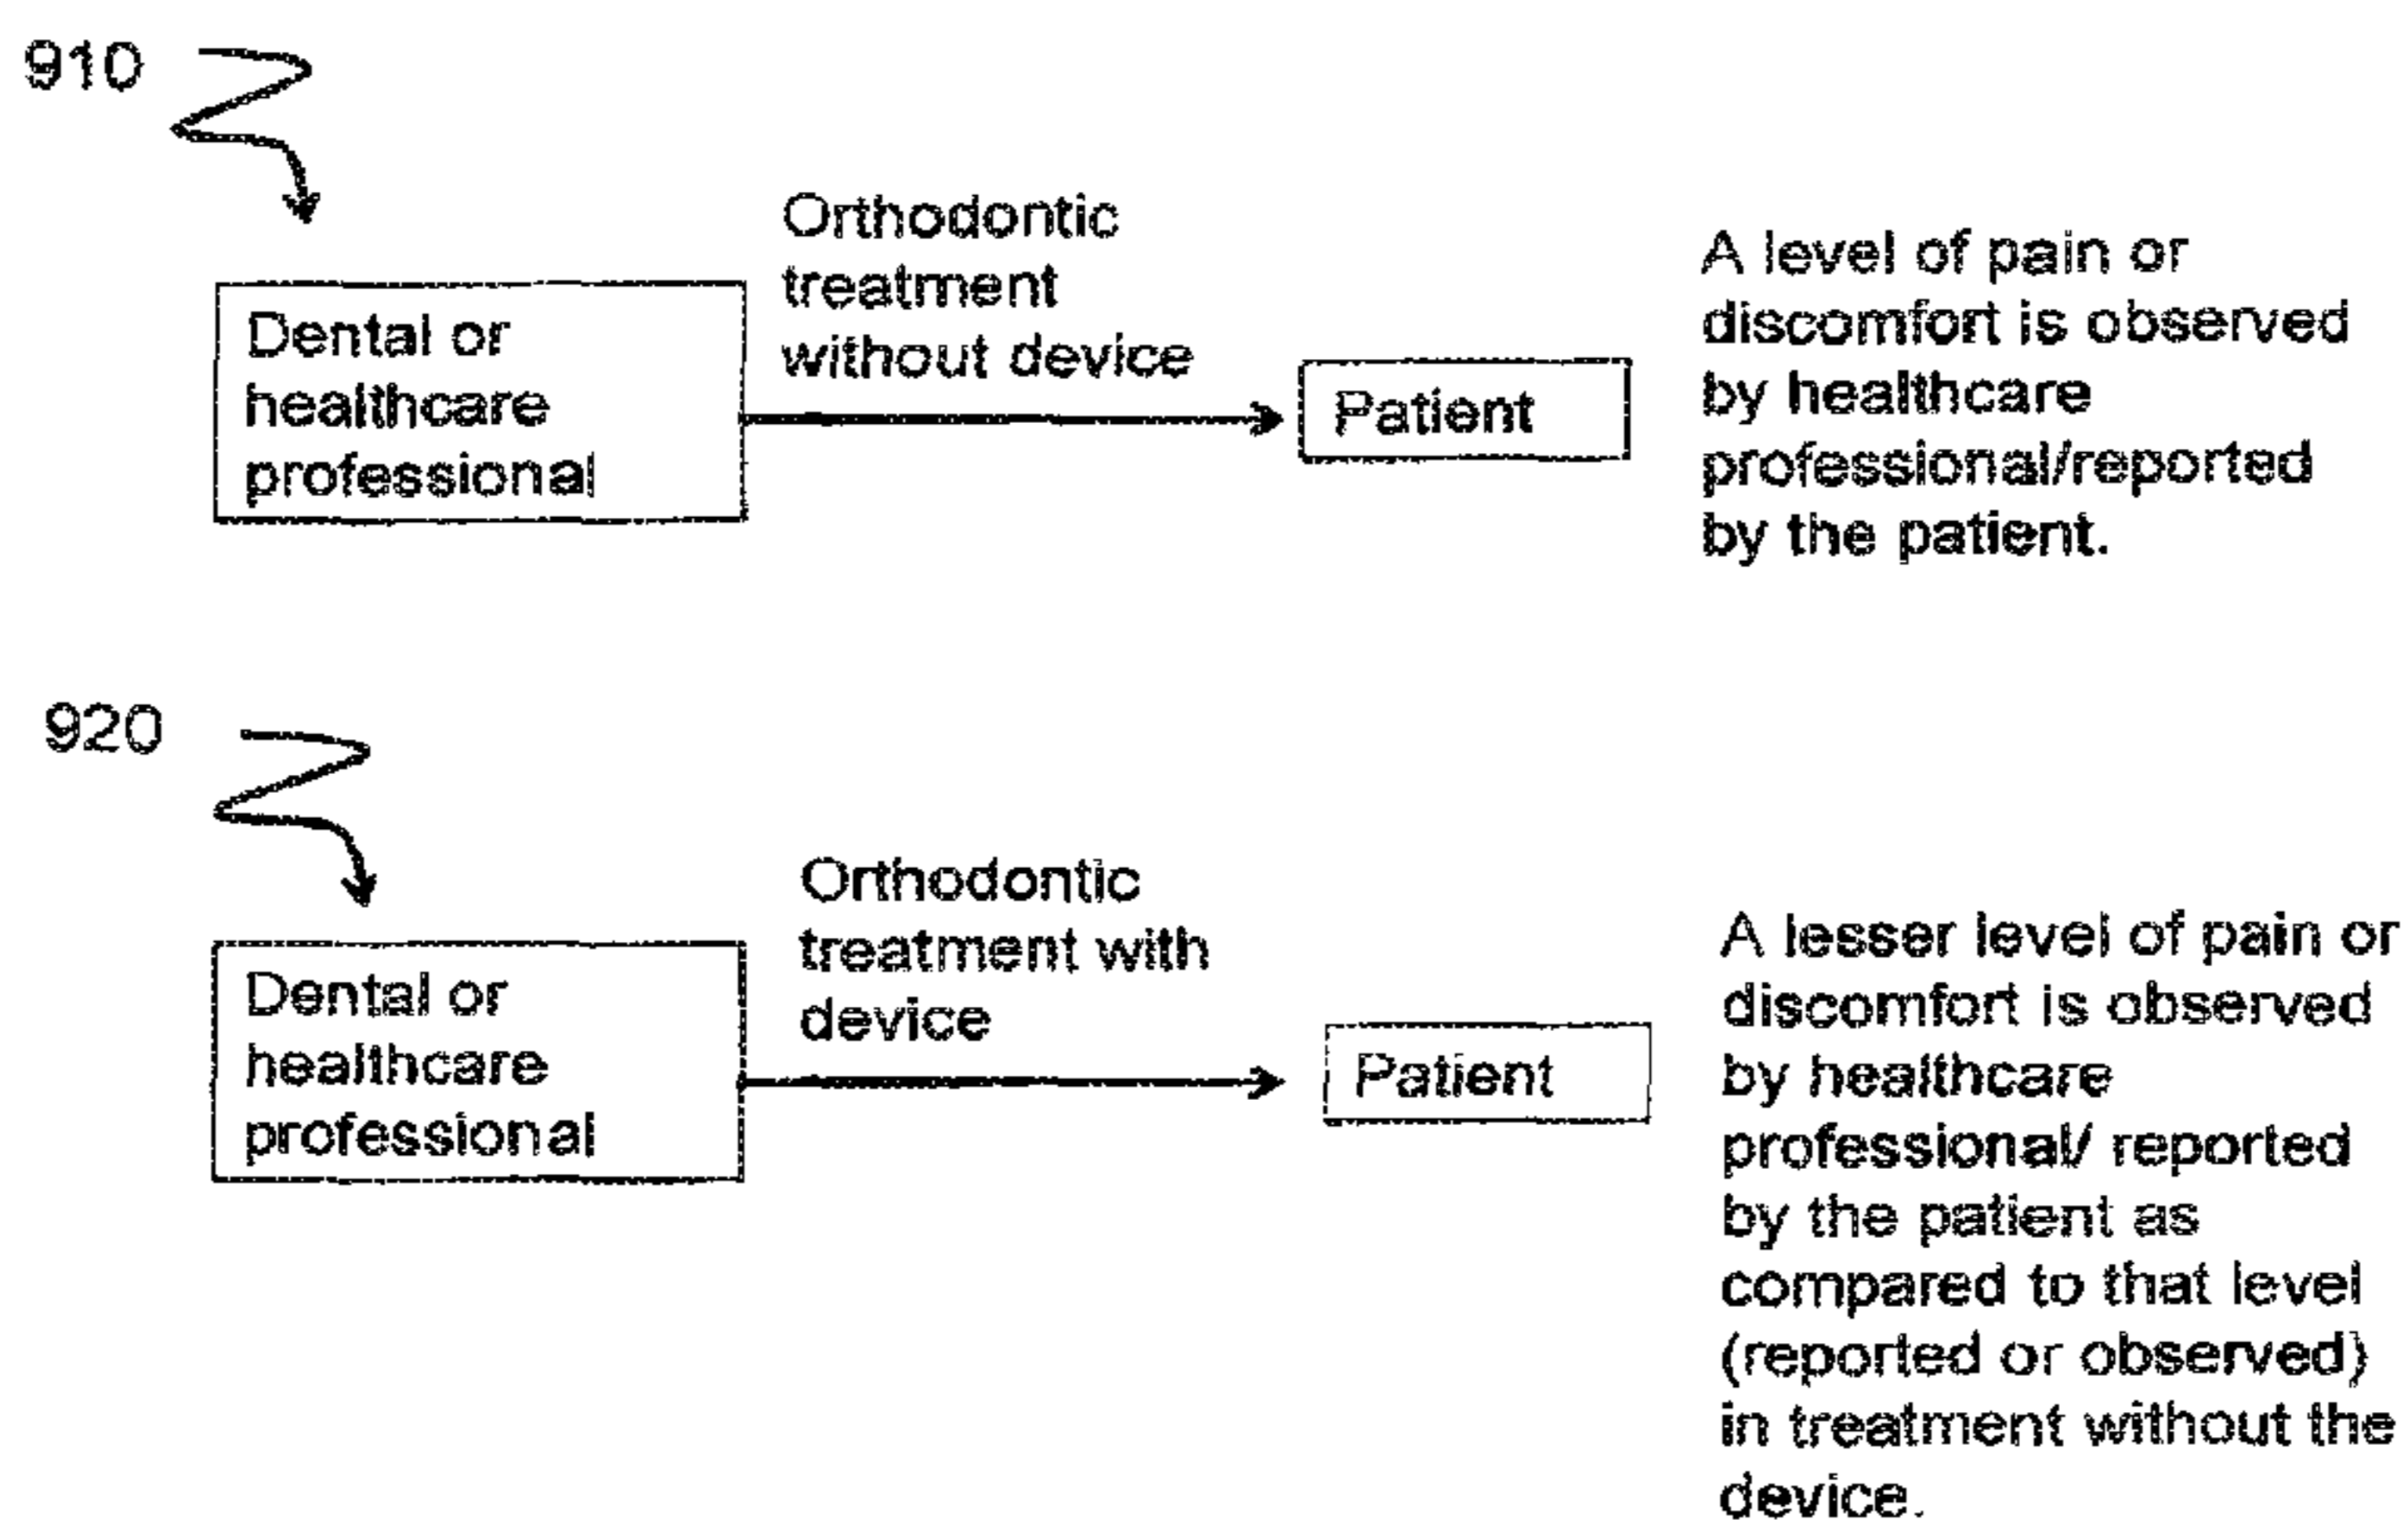 910
Orthodontic
treatment
without device
Dental or
healthcare
professional
Patient
A level of pain or
discomfort is observed
by healthcare
professional/reported
by the patient.
920
Orthodontic
treatment with
device
Dental or
healthcare
professional
Patient
A lesser level of pain or
discomfort is observed
by healthcare
professional/ reported
by the patient as
compared to that level
(reported or observed)
in treatment without the
device.